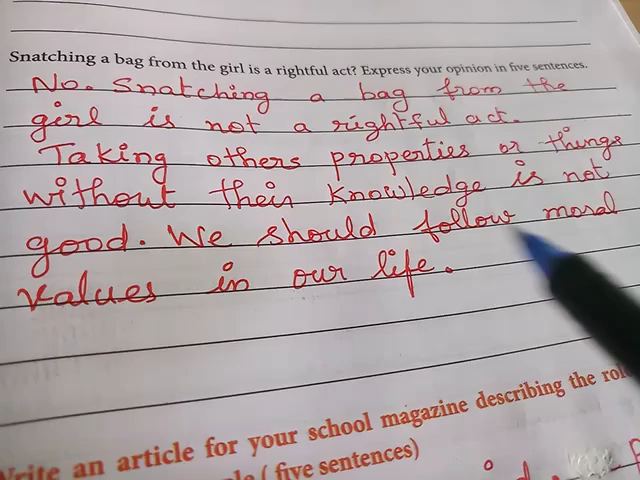 Snatching a bag from the girl is a rightful act? Express your opinion in five sentences.
No. Snatching a bag from the
girl is not a rightful act.
Taking others properties or things
without their knowledge is not
good. We should follow moral
values in our life.
Write an article for your school magazine describing the
( five sentences)